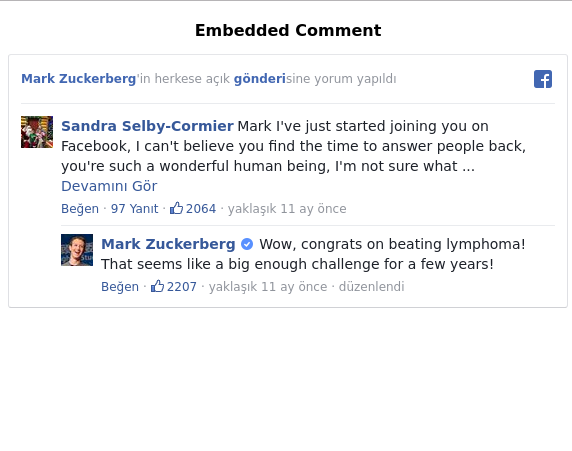 Embedded Comment
Mark Zuckerberg'in herkese açık gönderisine yorum yapıldı
Sandra Selby-Cormier Mark I've just started joining you on
Facebook, I can't believe you find the time to answer people back,
you're such a wonderful human being, I'm not sure what ...
Devamını Gör
Beğen · 97 Yanıt · 2064 · yaklaşık 11 ay önce
Mark Zuckerberg Wow, congrats on beating lymphoma!
That seems like a big enough challenge for a few years!
Beğen · 2207 · yaklaşık 11 ay önce · düzenlendi